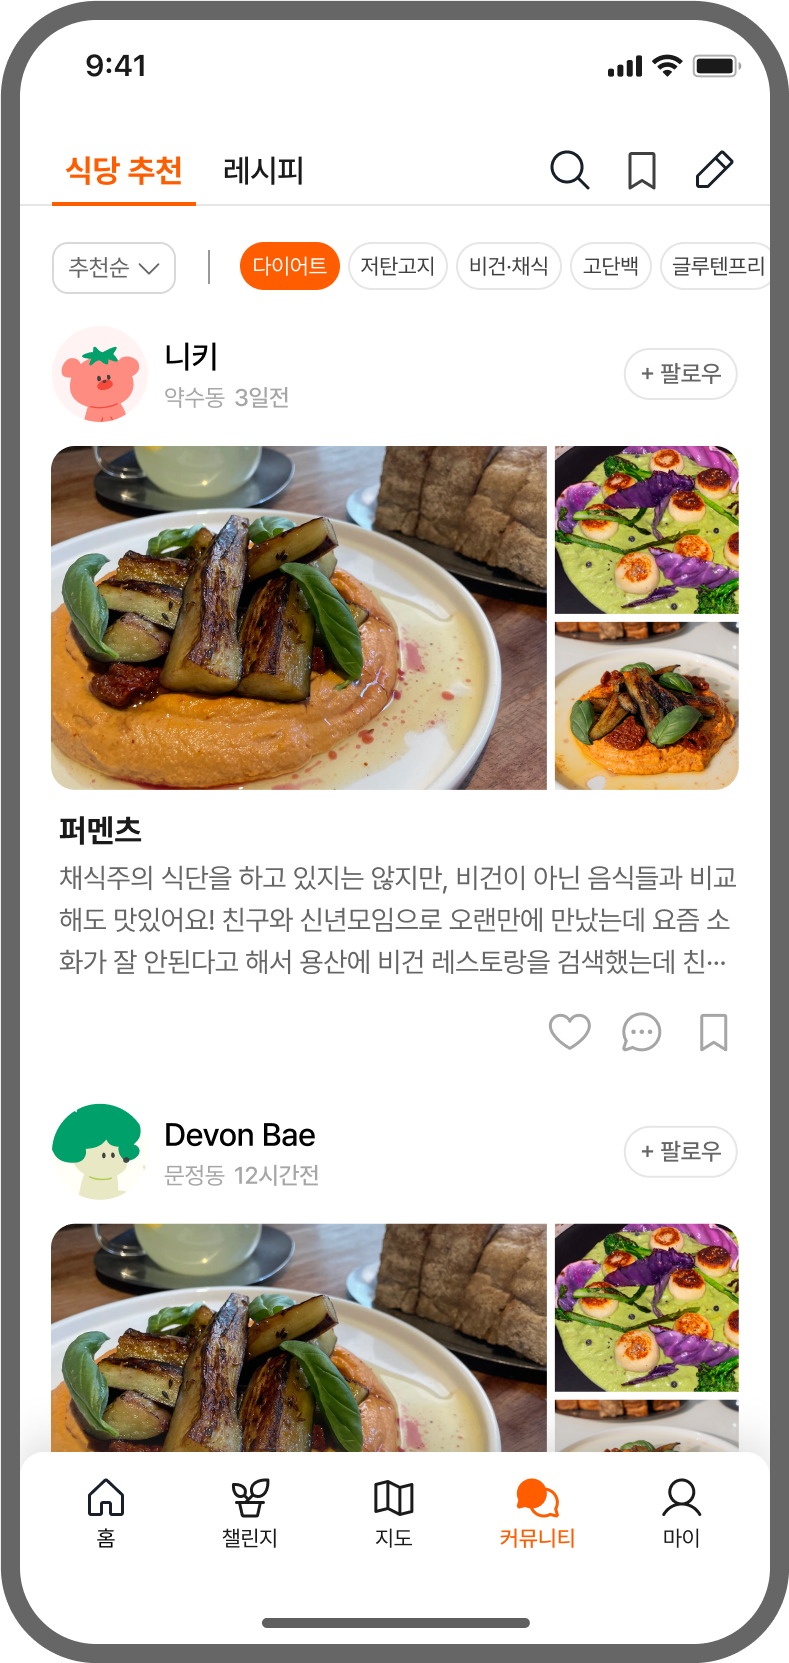 9:41
식당 추천 레시피
추천순 다이어트 저탄고지 비건·채식 고단백 글루텐프리
니키
약수동 3일전
+ 팔로우
퍼멘츠
채식주의 식단을 하고 있지는 않지만, 비건이 아닌 음식들과 비교
해도 맛있어요! 친구와 신년모임으로 오랜만에 만났는데 요즘 소
화가 잘 안된다고 해서 용산에 비건 레스토랑을 검색했는데 친···
Devon Bae
문정동 12시간전
+ 팔로우
홈 챌린지 지도 커뮤니티 마이